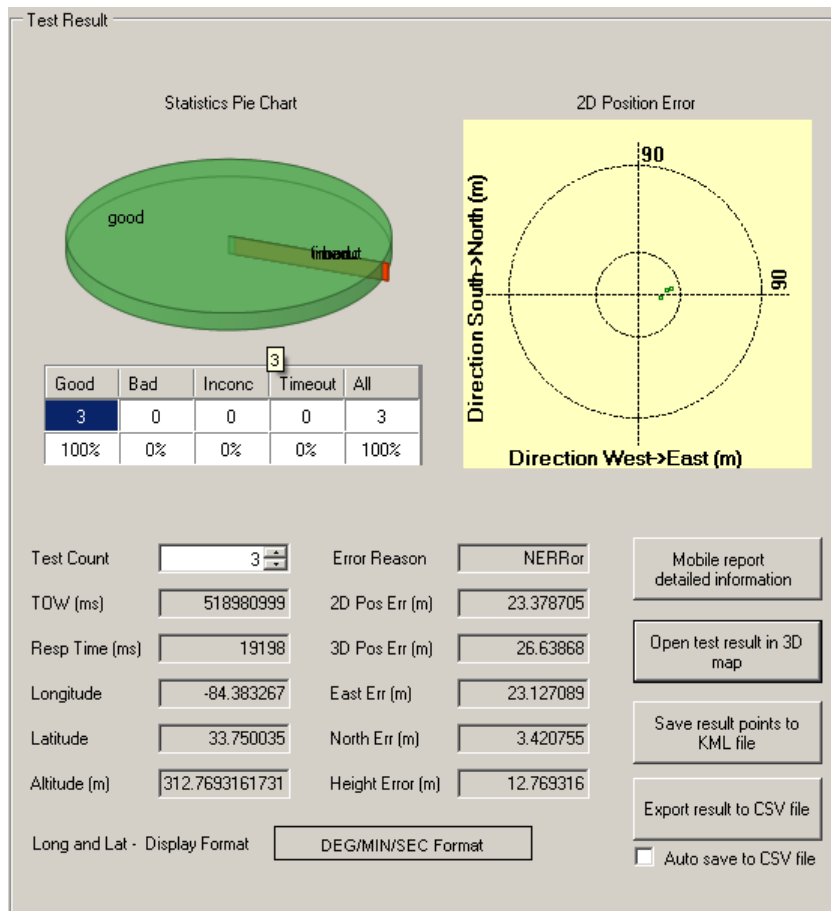 Test Result
Statistics Pie Chart
2D Position Error
good
90
90
Direction South->North (m)
Direction West->East (m)
3
Good Bad Inconc Timeout All
3 0 0 0 3
100% 0% 0% 0% 100%
Test Count 3 Error Reason NERRor
Mobile report
detailed information
TOW (ms) 518980999 2D Pos Err (m) 23.378705
Resp Time (ms) 19198 3D Pos Err (m) 26.63868
Open test result in 3D
map
Longitude -84.383267 East Err (m) 23.127089
Latitude 33.750035 North Err (m) 3.420755
Save result points to
KML file
Altitude (m) 312.7693161731 Height Error (m) 12.769316
Export result to CSV file
Long and Lat - Display Format DEG/MIN/SEC Format
Auto save to CSV file